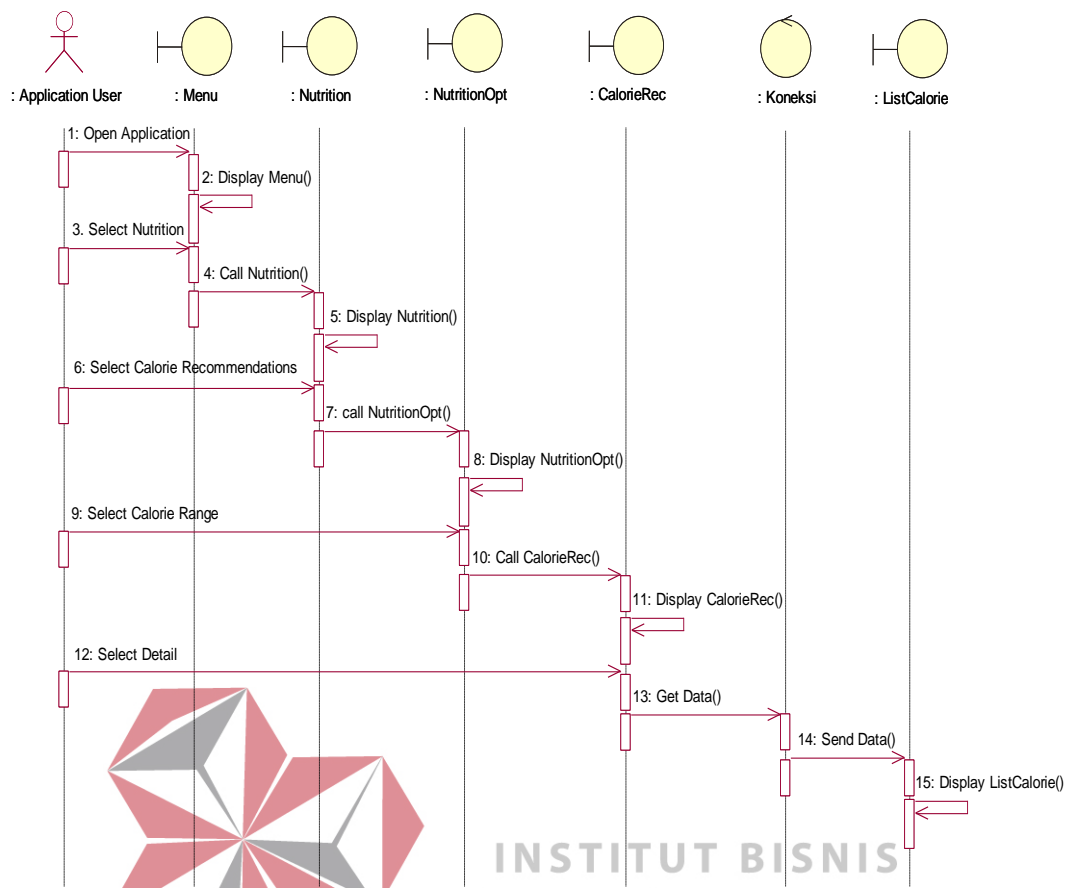 : Application User
: Menu
: Nutrition
: NutritionOpt
: CalorieRec
: Koneksi
: ListCalorie
1: Open Application
2: Display Menu()
3. Select Nutrition
4: Call Nutrition()
5: Display Nutrition()
6: Select Calorie Recommendations
7: call NutritionOpt()
8: Display NutritionOpt()
9: Select Calorie Range
10: Call CalorieRec()
11: Display CalorieRec()
12: Select Detail
13: Get Data()
14: Send Data()
15: Display ListCalorie()
INSTITUT BISNIS